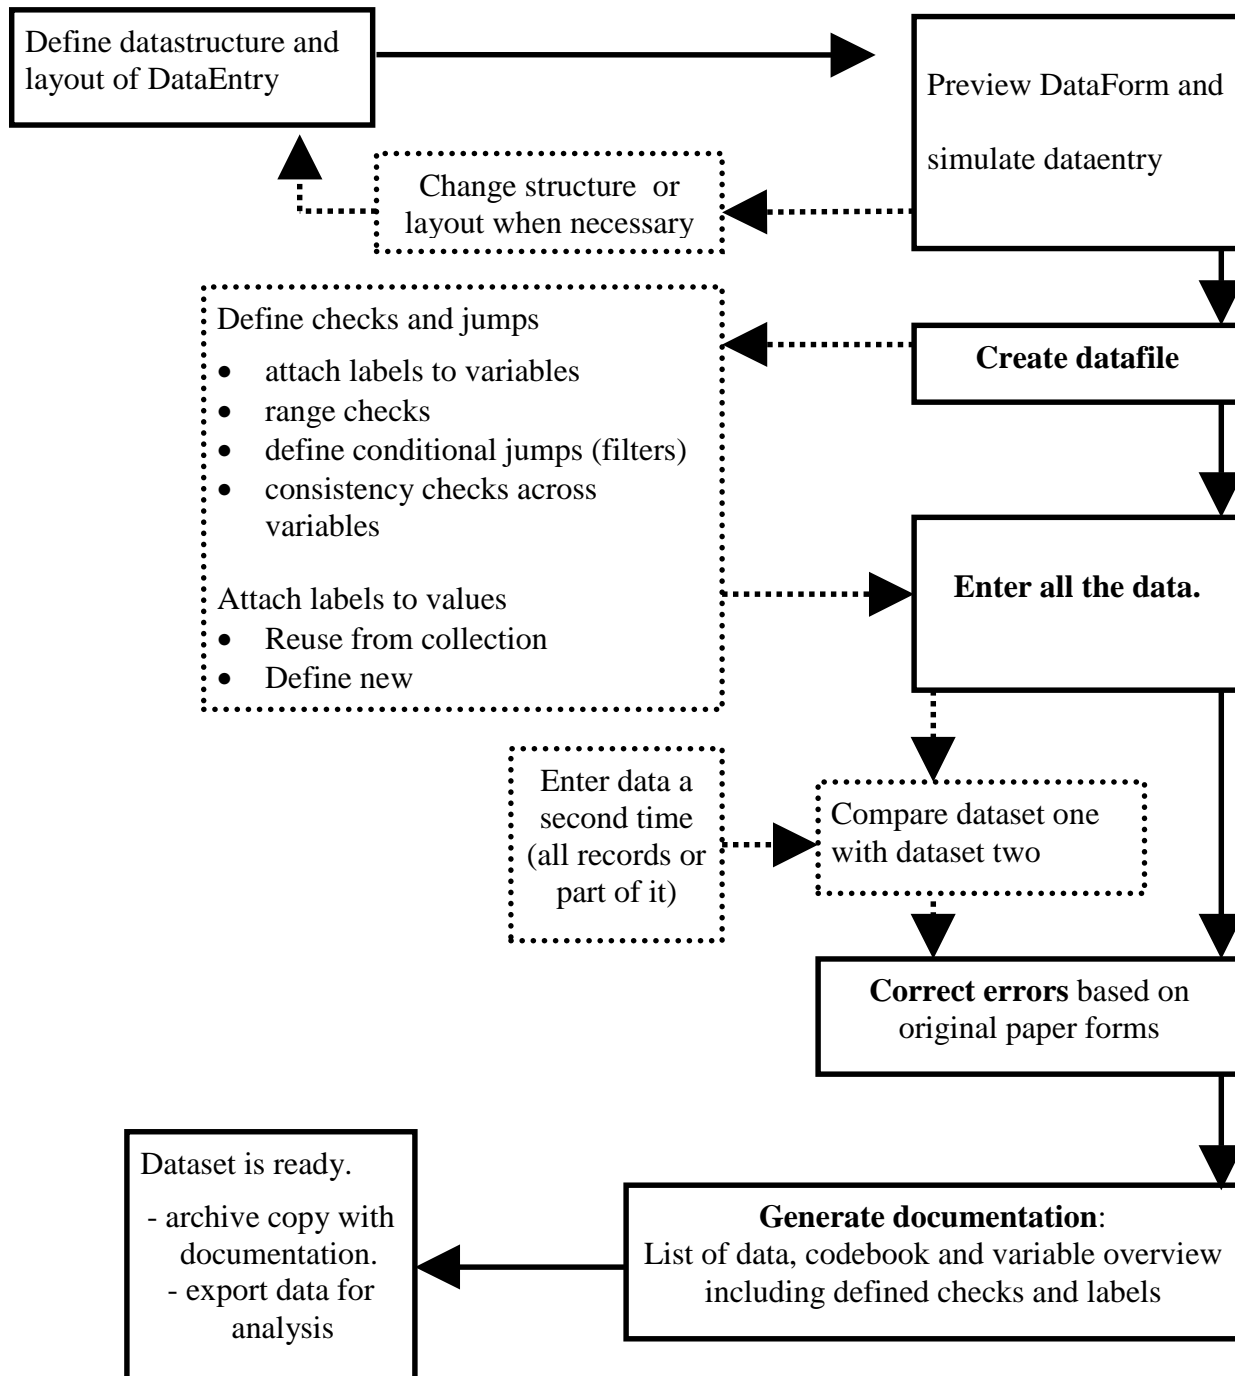 Define datastructure and
layout of DataEntry
Preview DataForm and
simulate dataentry
Change structure or
layout when necessary
Define checks and jumps
• attach labels to variables
• range checks
• define conditional jumps (filters)
• consistency checks across
variables
Attach labels to values
• Reuse from collection
• Define new
Create datafile
Enter all the data.
Enter data a
second time
(all records or
part of it)
Compare dataset one
with dataset two
Correct errors based on
original paper forms
Generate documentation:
List of data, codebook and variable overview
including defined checks and labels
Dataset is ready.
- archive copy with
documentation.
- export data for
analysis